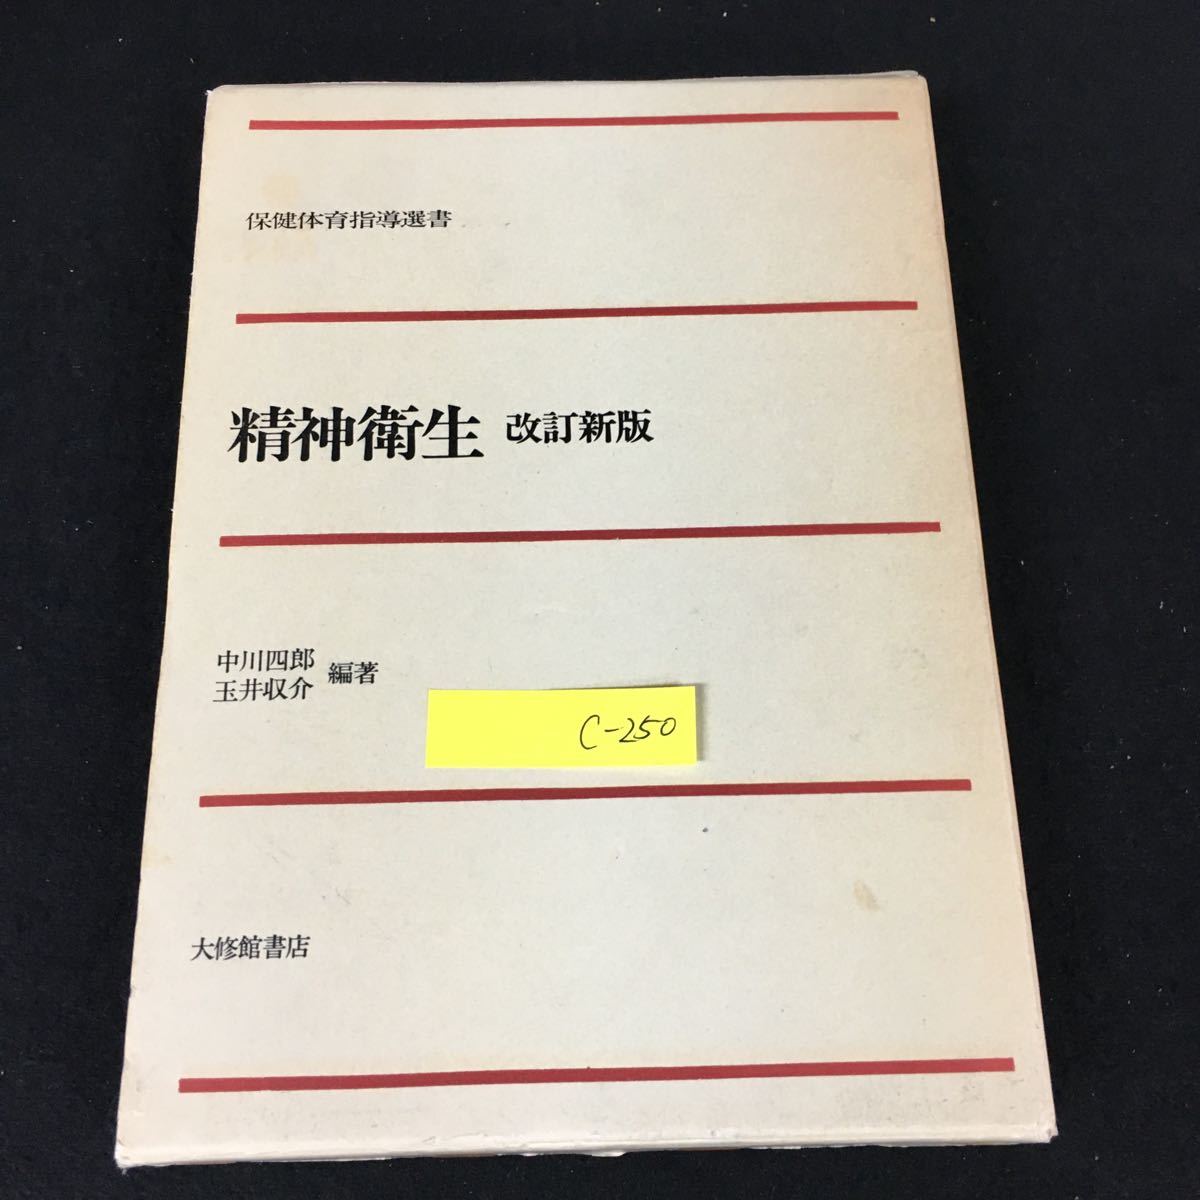 保健体育指導選書
精神衛生 改訂新版
中川四郎
玉井収介
編著
C-250
大修館書店